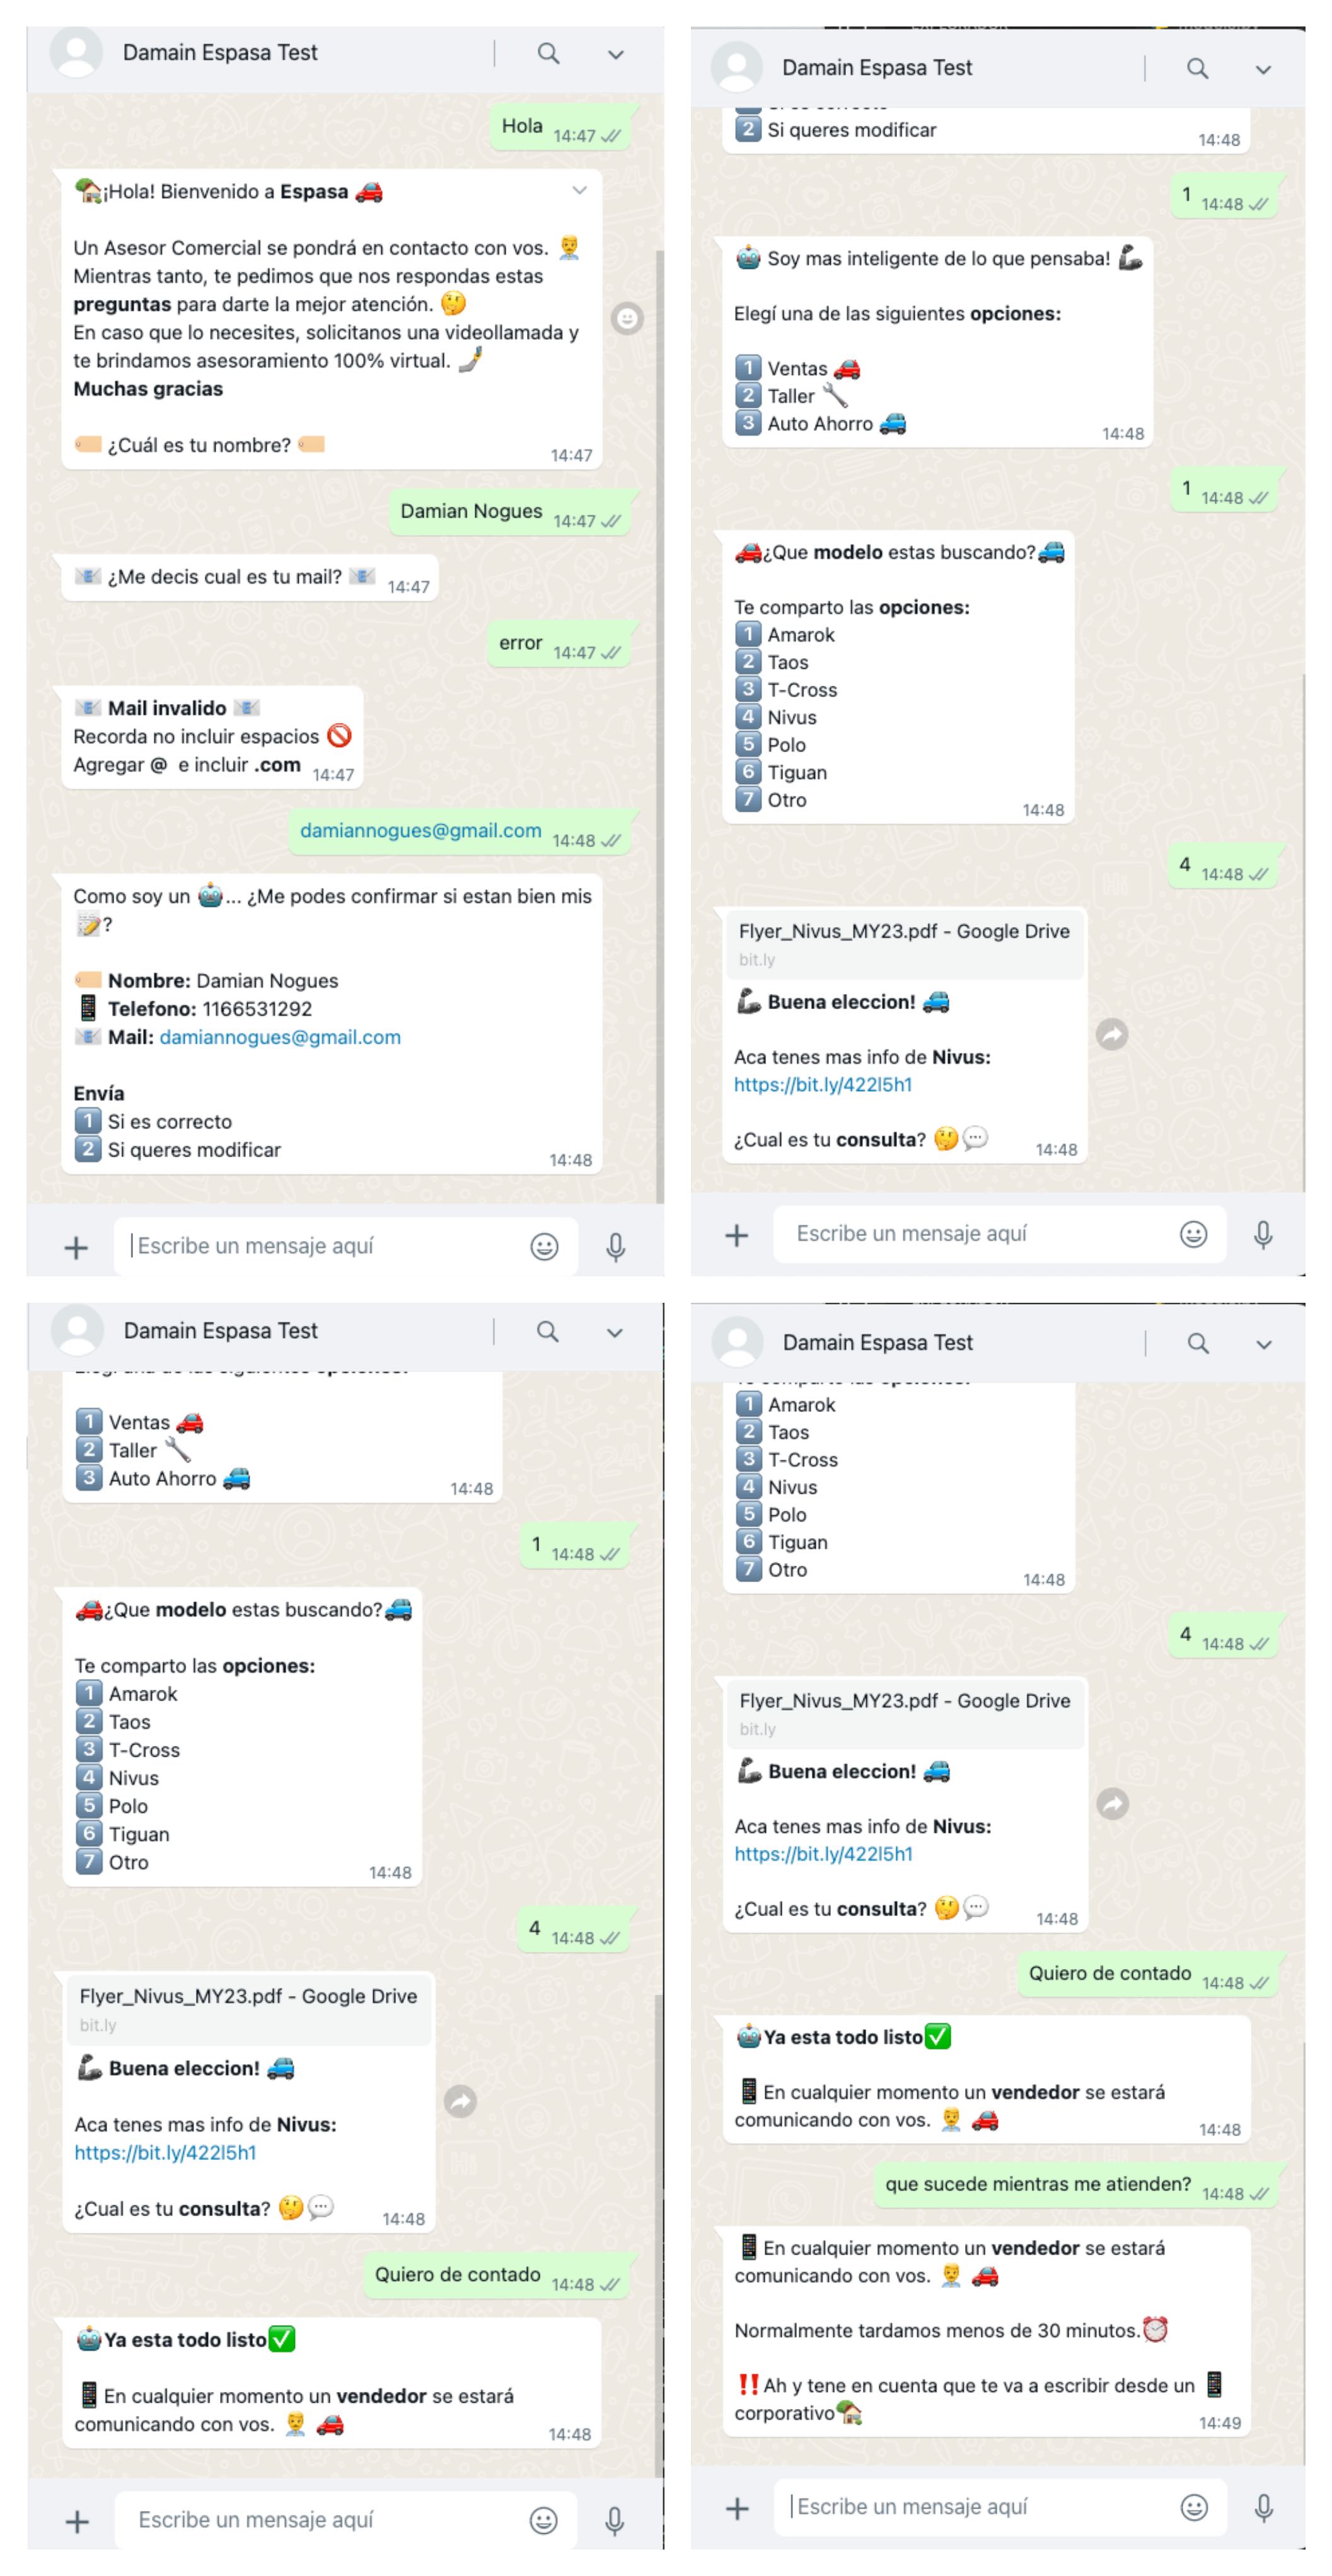 Damain Espasa Test
Hola 14:47
¡Hola! Bienvenido a Espasa
Un Asesor Comercial se pondrá en contacto con vos.
Mientras tanto, te pedimos que nos respondas estas
preguntas para darte la mejor atención.
En caso que lo necesites, solicitanos una videollamada y
te brindamos asesoramiento 100% virtual.
Muchas gracias
¿Cuál es tu nombre?
14:47
Damian Nogues 14:47
¿Me decis cual es tu mail? 14:47
error 14:47
Mail invalido
Recorda no incluir espacios
Agregar @ e incluir .com 14:47
damiannogues@gmail.com 14:48
Como soy un ... ¿Me podes confirmar si estan bien mis
?
Nombre: Damian Nogues
Telefono: 1166531292
Mail: damiannogues@gmail.com
Envía
1 Si es correcto
2 Si queres modificar
14:48
Escribe un mensaje aquí
Damain Espasa Test
2 Si queres modificar
14:48
1 14:48
Soy mas inteligente de lo que pensaba!
Elegí una de las siguientes opciones:
1 Ventas
2 Taller
3 Auto Ahorro
14:48
1 14:48
¿Que modelo estas buscando?
Te comparto las opciones:
1 Amarok
2 Taos
3 T-Cross
4 Nivus
5 Polo
6 Tiguan
7 Otro
14:48
4 14:48
Flyer_Nivus_MY23.pdf - Google Drive
bit.ly
Buena eleccion!
Aca tenes mas info de Nivus:
https://bit.ly/422l5h1
¿Cual es tu consulta?
14:48
Escribe un mensaje aquí
Damain Espasa Test
1 Ventas
2 Taller
3 Auto Ahorro
14:48
1 14:48
¿Que modelo estas buscando?
Te comparto las opciones:
1 Amarok
2 Taos
3 T-Cross
4 Nivus
5 Polo
6 Tiguan
7 Otro
14:48
4 14:48
Flyer_Nivus_MY23.pdf - Google Drive
bit.ly
Buena eleccion!
Aca tenes mas info de Nivus:
https://bit.ly/422l5h1
¿Cual es tu consulta?
14:48
Quiero de contado 14:48
Ya esta todo listo
En cualquier momento un vendedor se estará
comunicando con vos.
14:48
Escribe un mensaje aquí
Damain Espasa Test
1 Amarok
2 Taos
3 T-Cross
4 Nivus
5 Polo
6 Tiguan
7 Otro
14:48
4 14:48
Flyer_Nivus_MY23.pdf - Google Drive
bit.ly
Buena eleccion!
Aca tenes mas info de Nivus:
https://bit.ly/422l5h1
¿Cual es tu consulta?
14:48
Quiero de contado 14:48
Ya esta todo listo
En cualquier momento un vendedor se estará
comunicando con vos.
14:48
que sucede mientras me atienden? 14:48
En cualquier momento un vendedor se estará
comunicando con vos.
Normalmente tardamos menos de 30 minutos.
Ah y tene en cuenta que te va a escribir desde un
corporativo
14:49
Escribe un mensaje aquí